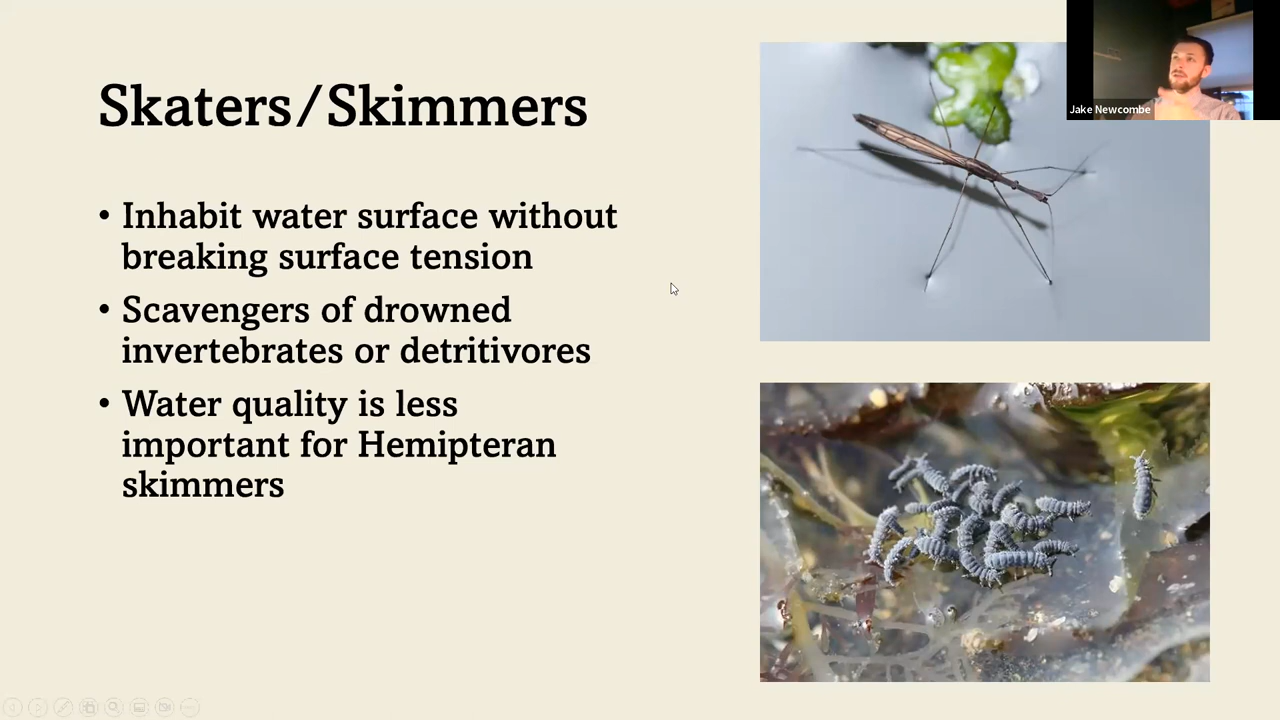 Jake Newcombe
Skaters/Skimmers
• Inhabit water surface without
breaking surface tension
• Scavengers of drowned
invertebrates or detritivores
• Water quality is less
important for Hemipteran
skimmers